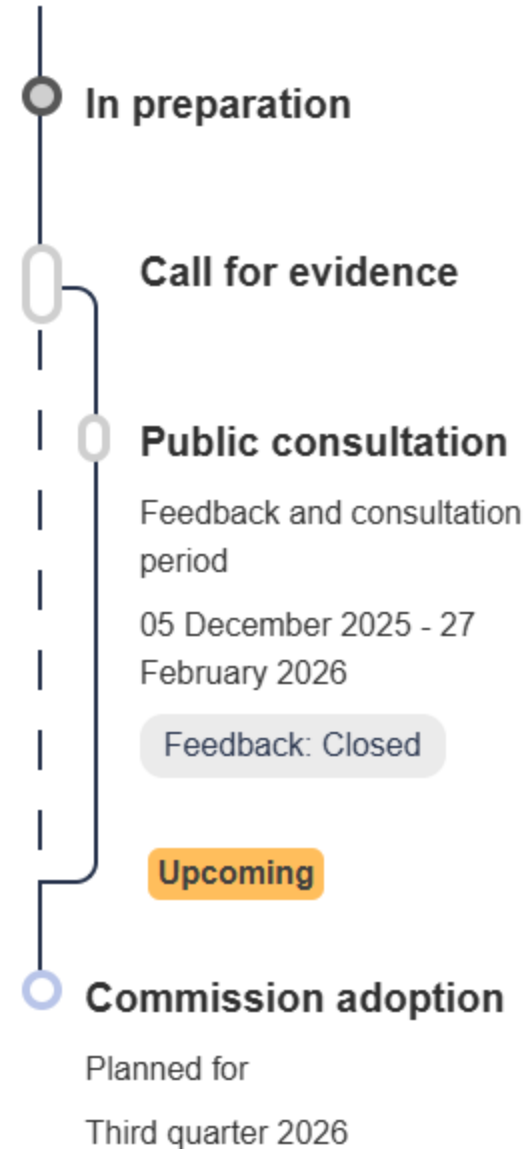 In preparation
Call for evidence
Public consultation
Feedback and consultation
period
05 December 2025 - 27
February 2026
Feedback: Closed
Upcoming
Commission adoption
Planned for
Third quarter 2026